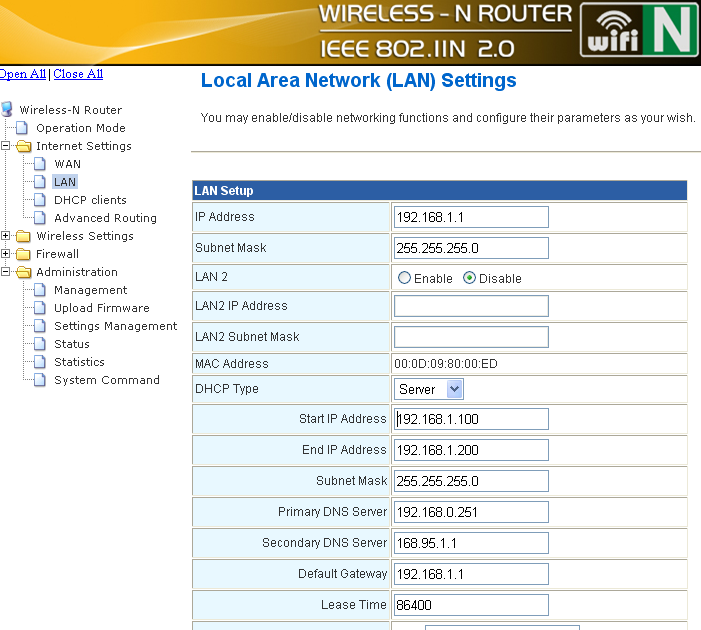 WIRELESS - N ROUTER
IEEE 802.11N 2.0
wifi N
Open All | Close All
Wireless-N Router
Operation Mode
Internet Settings
WAN
LAN
DHCP clients
Advanced Routing
Wireless Settings
Firewall
Administration
Management
Upload Firmware
Settings Management
Status
Statistics
System Command
Local Area Network (LAN) Settings
You may enable/disable networking functions and configure their parameters as your wish.
LAN Setup
IP Address 192.168.1.1
Subnet Mask 255.255.255.0
LAN 2 Enable Disable
LAN2 IP Address
LAN2 Subnet Mask
MAC Address 00:0D:09:80:00:ED
DHCP Type Server
Start IP Address 192.168.1.100
End IP Address 192.168.1.200
Subnet Mask 255.255.255.0
Primary DNS Server 192.168.0.251
Secondary DNS Server 168.95.1.1
Default Gateway 192.168.1.1
Lease Time 86400